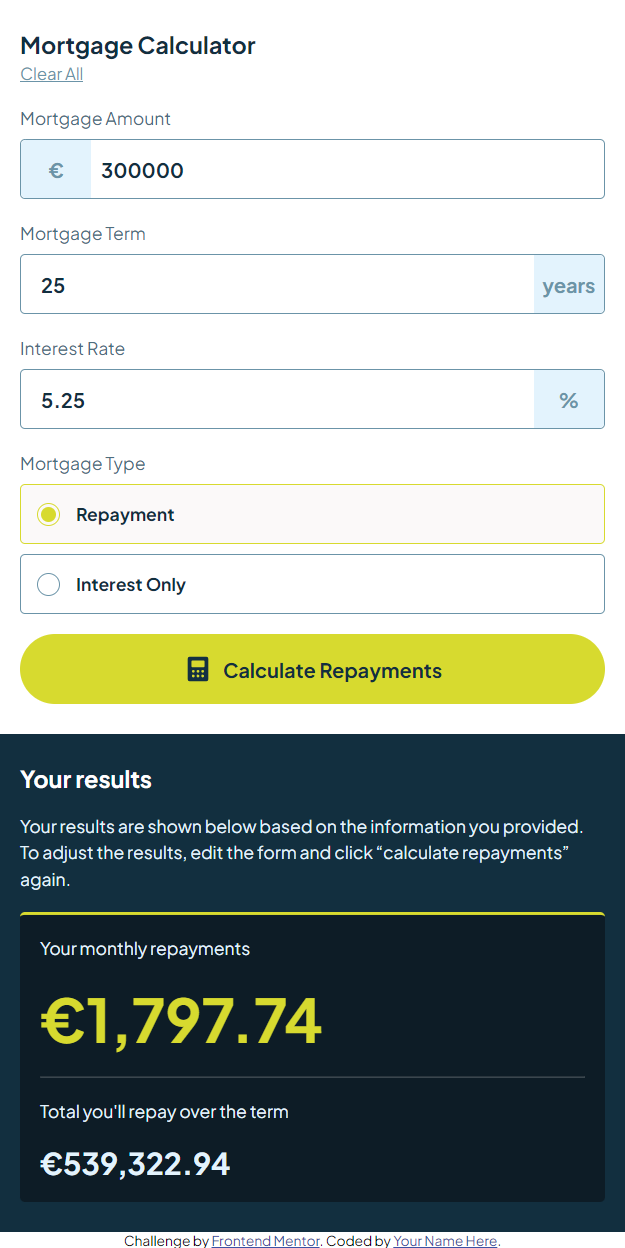 Mortgage Calculator
Clear All
Mortgage Amount
€ 300000
Mortgage Term
25 years
Interest Rate
5.25 %
Mortgage Type
Repayment
Interest Only
Calculate Repayments
Your results
Your results are shown below based on the information you provided.
To adjust the results, edit the form and click “calculate repayments”
again.
Your monthly repayments
€1,797.74
Total you'll repay over the term
€539,322.94
Challenge by Frontend Mentor. Coded by Your Name Here.